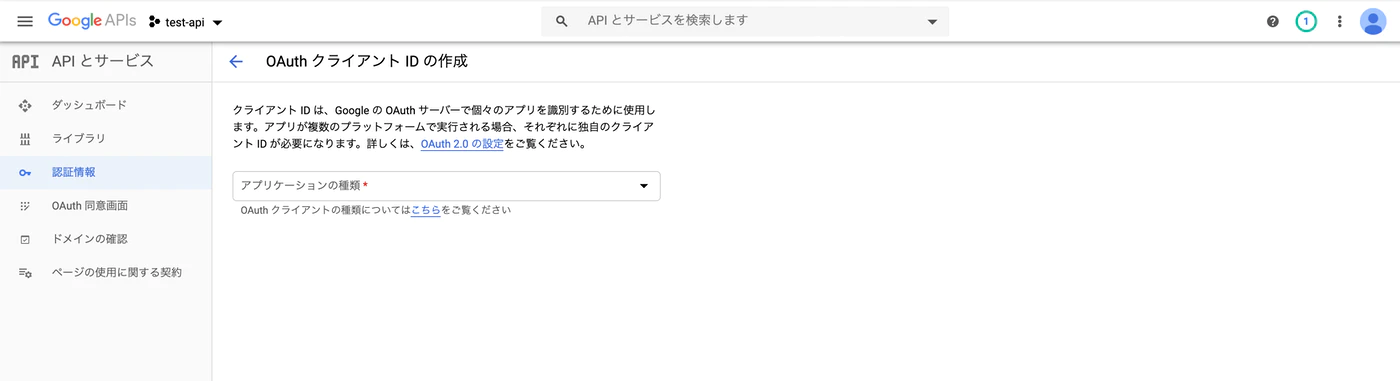 Google APIs
test-api
API とサービスを検索します
1
API API とサービス
OAuth クライアント ID の作成
ダッシュボード
ライブラリ
認証情報
OAuth 同意画面
ドメインの確認
ページの使用に関する契約
クライアント ID は、Google の OAuth サーバーで個々のアプリを識別するために使用し
ます。アプリが複数のプラットフォームで実行される場合、それぞれに独自のクライア
ント ID が必要になります。詳しくは、OAuth 2.0 の設定をご覧ください。
アプリケーションの種類 *
OAuth クライアントの種類についてはこちらをご覧ください